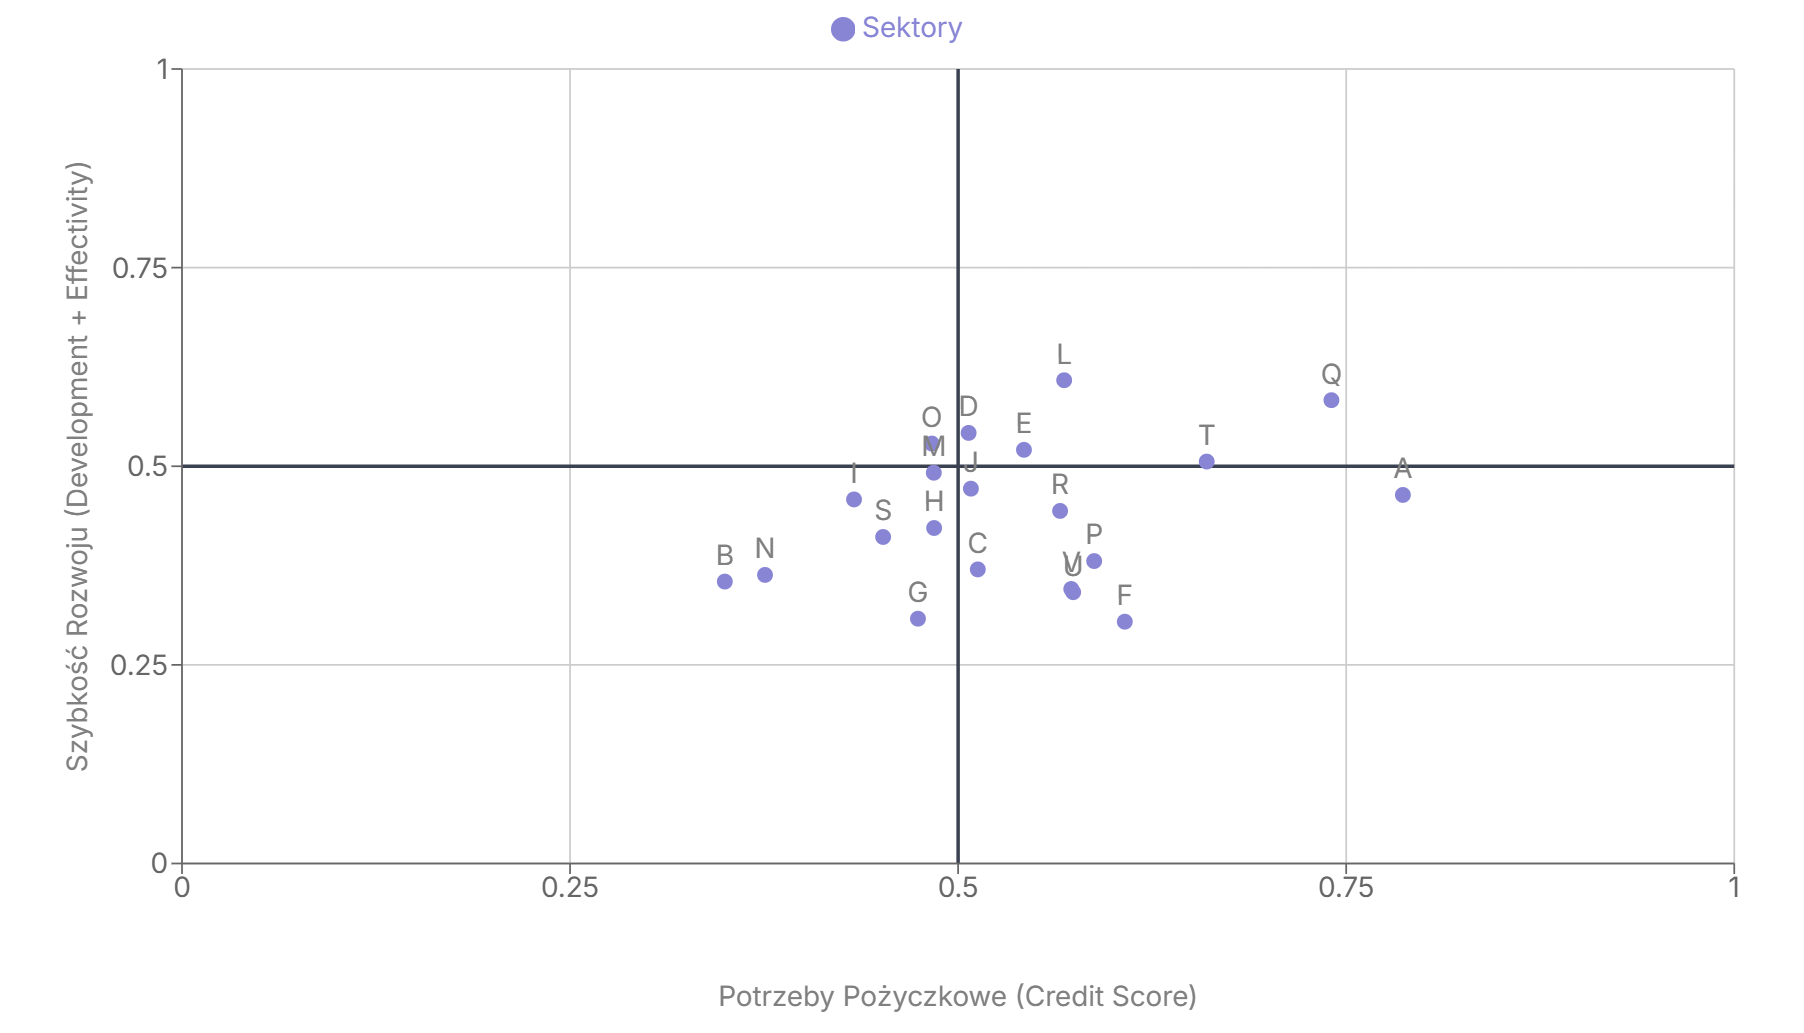 Sektory
1
0.75
0.5
0.25
0
Szybkość Rozwoju (Development + Effectivity)
L
Q
D
O
E
T
M
J
A
I
R
H
S
P
C
B
N
V
U
G
F
0
0.25
0.5
0.75
1
Potrzeby Pożyczkowe (Credit Score)